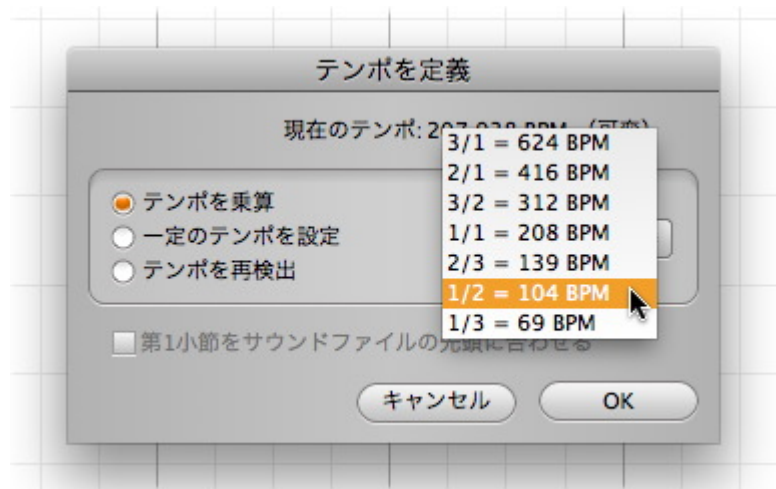 テンポを定義
現在のテンポ:
3/1 = 624 BPM
2/1 = 416 BPM
3/2 = 312 BPM
1/1 = 208 BPM
2/3 = 139 BPM
1/2 = 104 BPM
1/3 = 69 BPM
テンポを乗算
一定のテンポを設定
テンポを再検出
第1小節をサウンドファイルの先頭に合わせる
キャンセル
OK